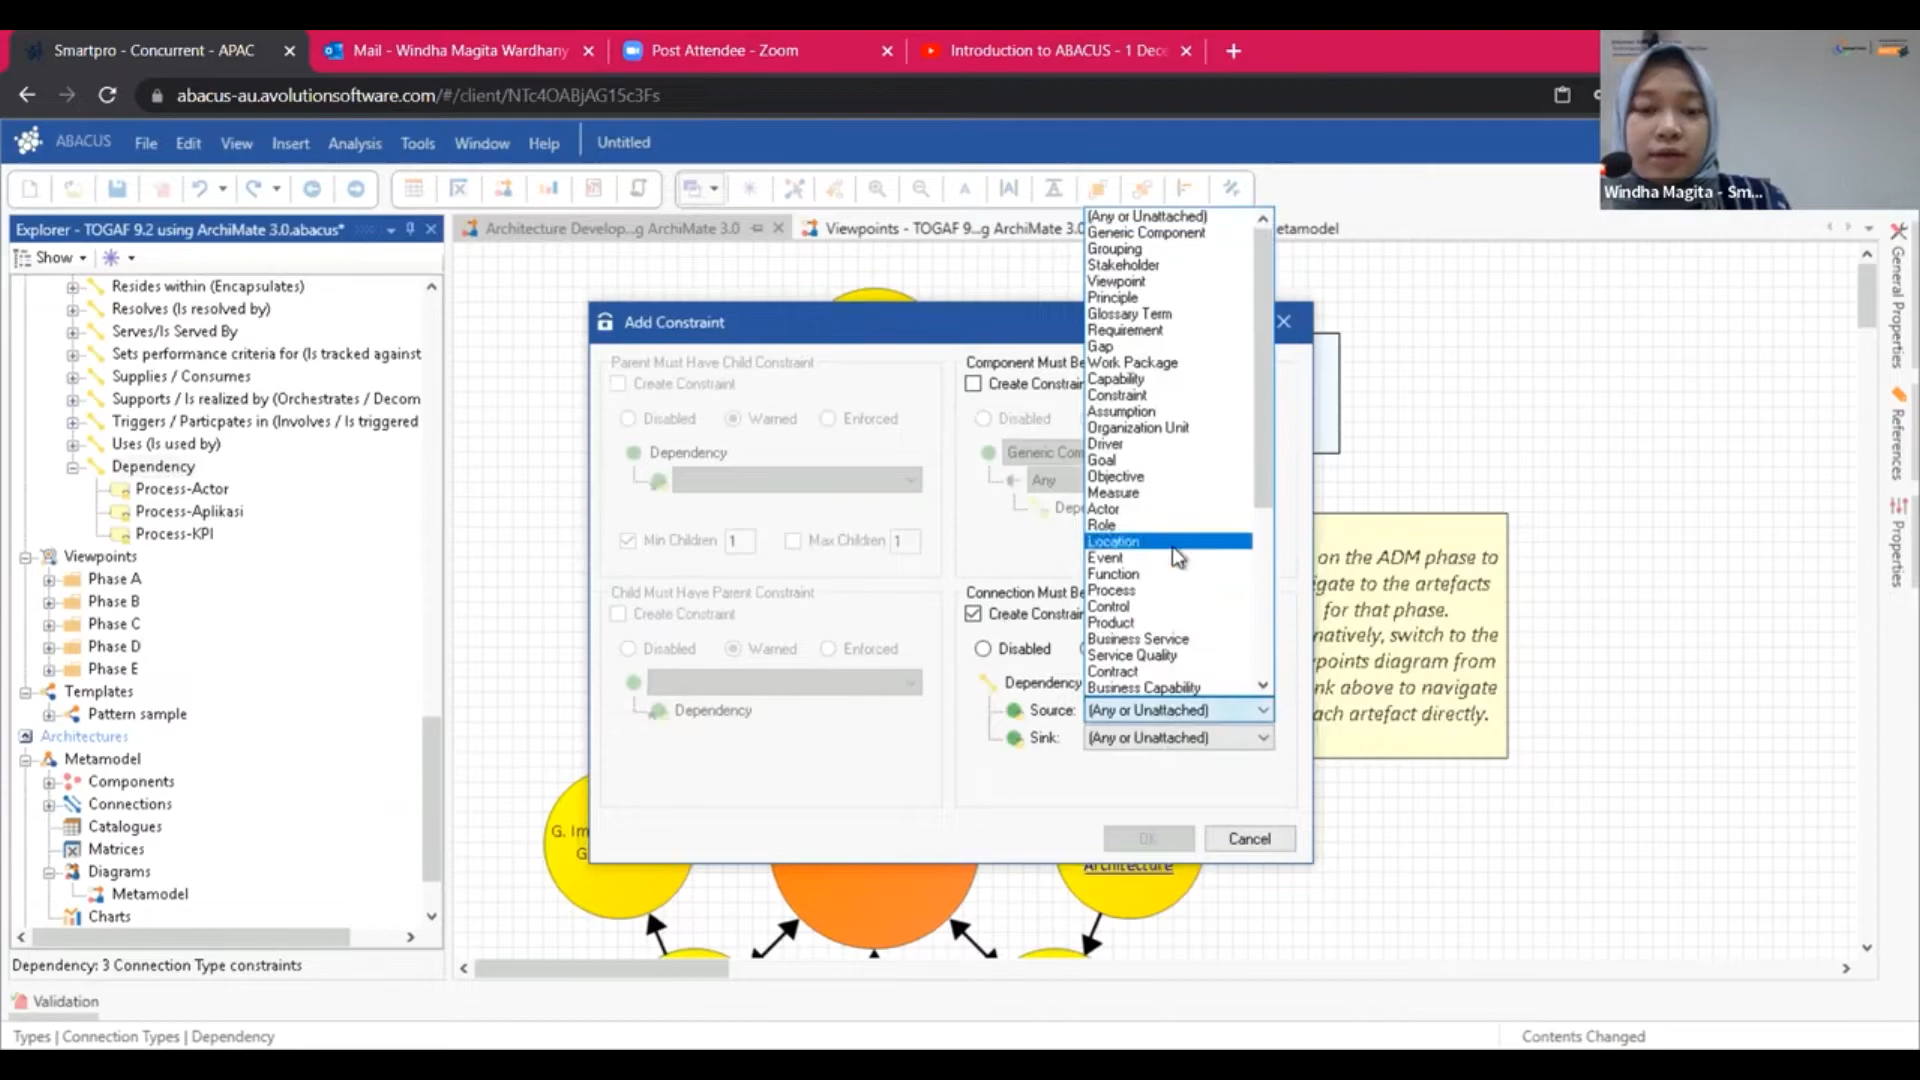 Smartpro - Concurrent - APAC
Mail - Windha Magita Wardhany
Post Attendee - Zoom
Introduction to ABACUS - 1 Dece
abacus-au.avolutionsoftware.com/#/client/NTc4OABjAG15c3Fs
Windha Magita - Sm...
ABACUS File Edit View Insert Analysis Tools Window Help Untitled
Explorer - TOGAF 9.2 using ArchiMate 3.0.abacus*
Architecture Develop...g ArchiMate 3.0
Viewpoints - TOGAF 9...g ArchiMate 3.0
etamodel
Show
Resides within (Encapsulates)
Resolves (Is resolved by)
Serves/Is Served By
Sets performance criteria for (Is tracked against
Supplies / Consumes
Supports / Is realized by (Orchestrates / Decom
Triggers / Particpates in (Involves / Is triggered
Uses (Is used by)
Dependency
Process-Actor
Process-Aplikasi
Process-KPI
Viewpoints
Phase A
Phase B
Phase C
Phase D
Phase E
Templates
Pattern sample
Architectures
Metamodel
Components
Connections
Catalogues
Matrices
Diagrams
Metamodel
Charts
Dependency: 3 Connection Type constraints
Validation
Types | Connection Types | Dependency
Contents Changed
Add Constraint
Parent Must Have Child Constraint
Create Constraint
Disabled Warned Enforced
Dependency
Min Children 1 Max Children 1
Child Must Have Parent Constraint
Create Constraint
Disabled Warned Enforced
Dependency
Component Must Be
Create Constrain
Disabled
Generic Com
Any
Depe
Connection Must Be
Create Constrain
Disabled
Dependency
Source: (Any or Unattached)
Sink: (Any or Unattached)
OK Cancel
(Any or Unattached)
Generic Component
Grouping
Stakeholder
Viewpoint
Principle
Glossary Term
Requirement
Gap
Work Package
Capability
Constraint
Assumption
Organization Unit
Driver
Goal
Objective
Measure
Actor
Role
Location
Event
Function
Process
Control
Product
Business Service
Service Quality
Contract
Business Capability
on the ADM phase to
igate to the artefacts
for that phase.
natively, switch to the
points diagram from
nk above to navigate
ach artefact directly.
G. Im
G
Architecture
General Properties
References
Properties